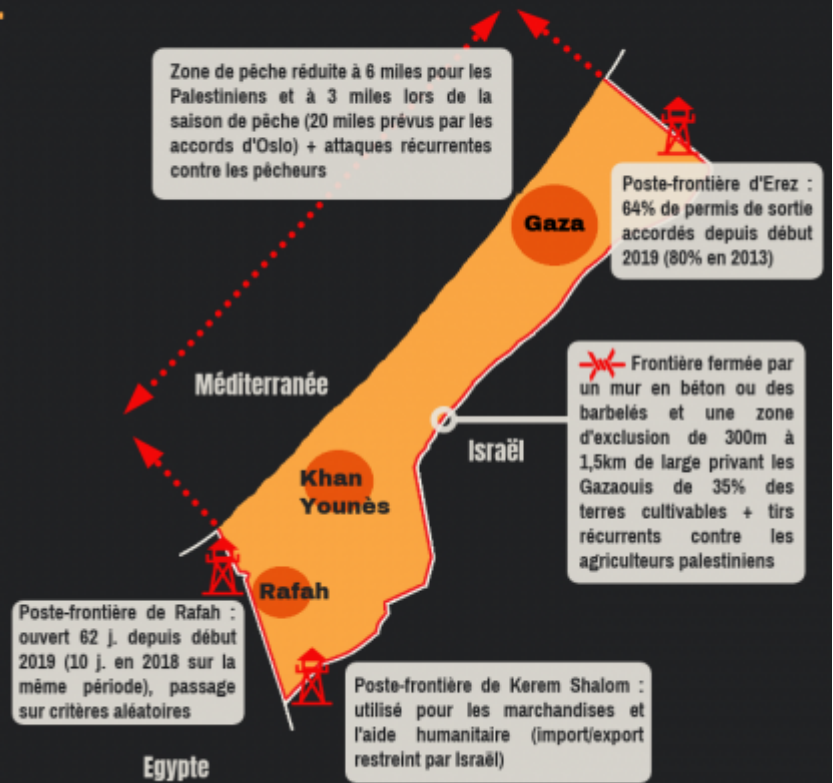 Zone de pêche réduite à 6 miles pour les
Palestiniens et à 3 miles lors de la
saison de pêche (20 miles prévus par les
accords d'Oslo) + attaques récurrentes
contre les pêcheurs
Poste-frontière d'Erez :
64% de permis de sortie
accordés depuis début
2019 (80% en 2013)
Gaza
Méditerranée
Israël
Frontière fermée par
un mur en béton ou des
barbelés et une zone
d'exclusion de 300m à
1,5km de large privant les
Gazaouis de 35% des
terres cultivables + tirs
récurrents contre les
agriculteurs palestiniens
Khan
Younès
Rafah
Poste-frontière de Rafah :
ouvert 62 j. depuis début
2019 (10 j. en 2018 sur la
même période), passage
sur critères aléatoires
Poste-frontière de Kerem Shalom :
utilisé pour les marchandises et
l'aide humanitaire (import/export
restreint par Israël)
Egypte